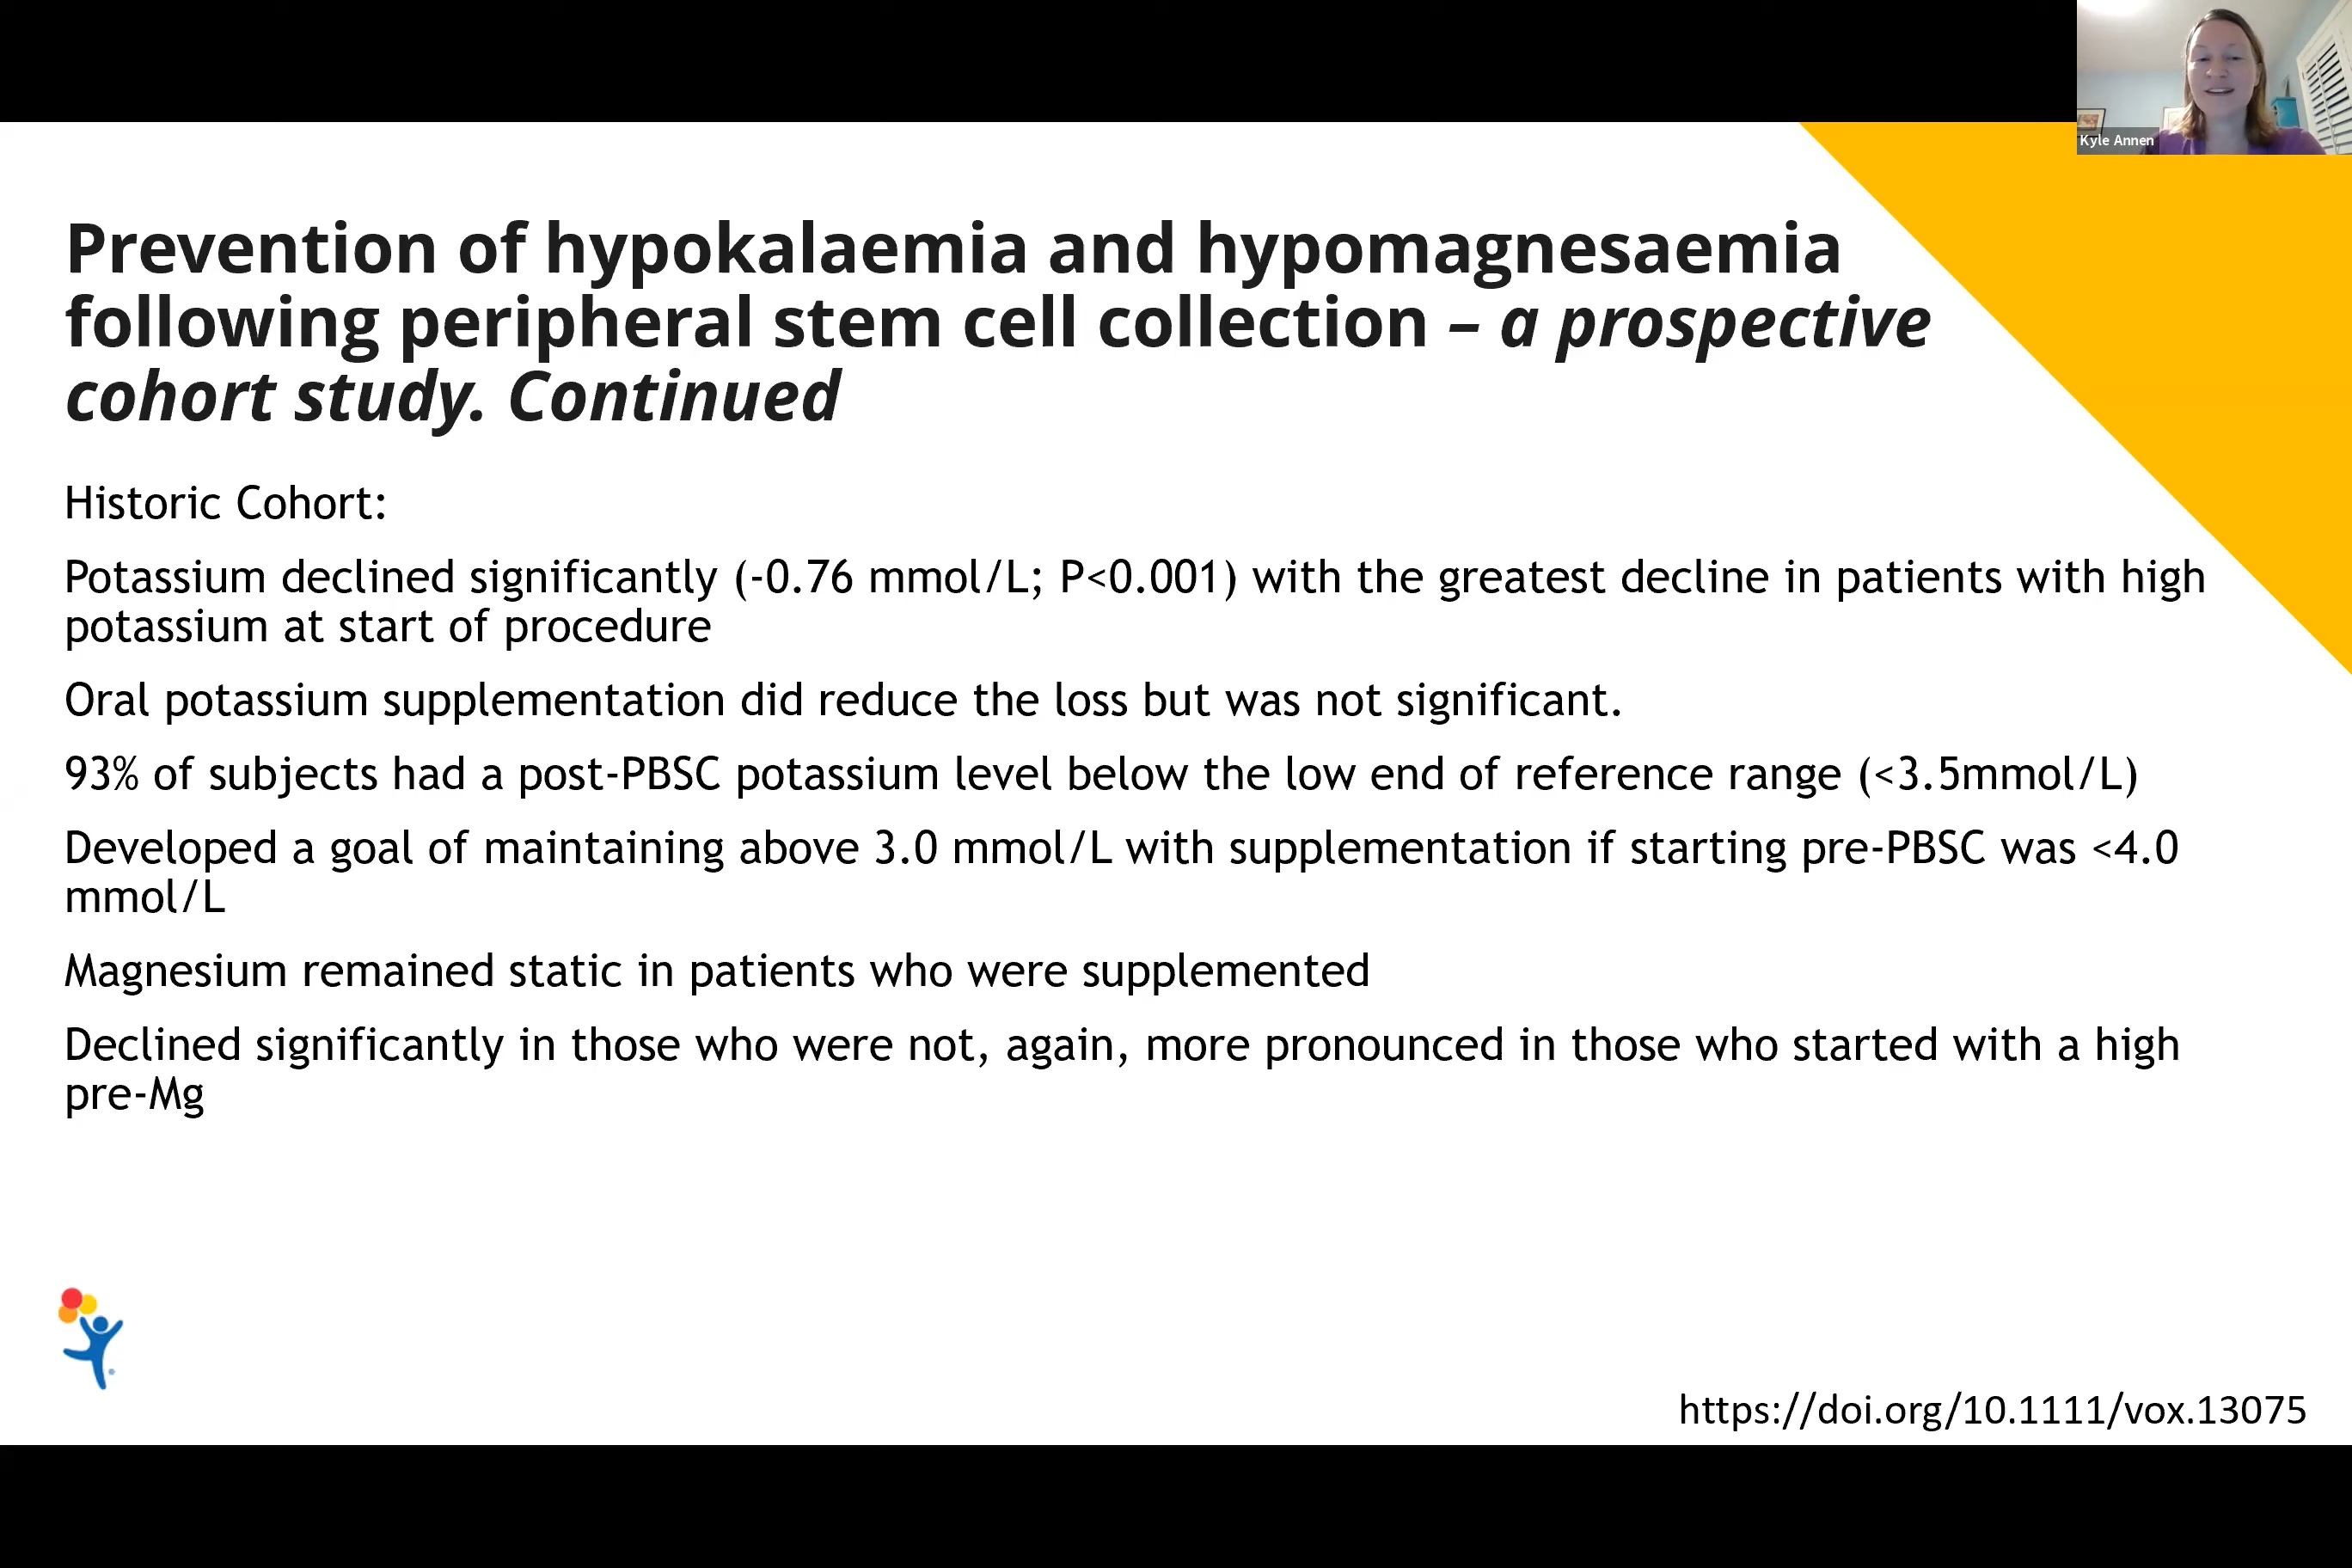 Kyle Annen
Prevention of hypokalaemia and hypomagnesaemia
following peripheral stem cell collection – a prospective
cohort study. Continued
Historic Cohort:
Potassium declined significantly (-0.76 mmol/L; P<0.001) with the greatest decline in patients with high
potassium at start of procedure
Oral potassium supplementation did reduce the loss but was not significant.
93% of subjects had a post-PBSC potassium level below the low end of reference range (<3.5mmol/L)
Developed a goal of maintaining above 3.0 mmol/L with supplementation if starting pre-PBSC was <4.0
mmol/L
Magnesium remained static in patients who were supplemented
Declined significantly in those who were not, again, more pronounced in those who started with a high
pre-Mg
https://doi.org/10.1111/vox.13075